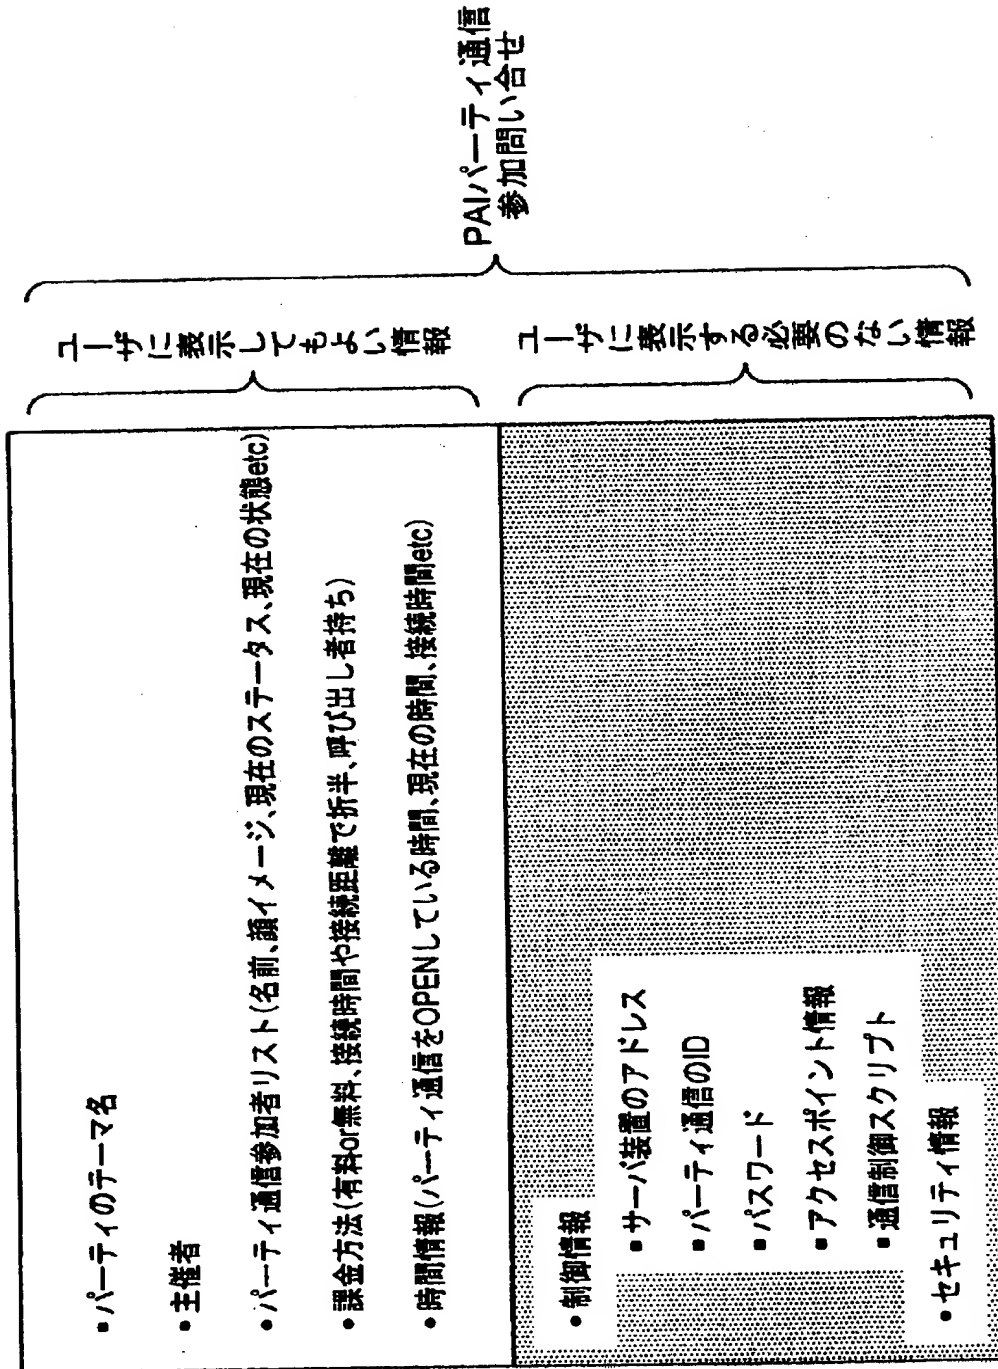 ・パーティのテーマ名
・主催者
・パーティ通信参加者リスト(名前、顔イメージ、現在のステータス、現在の状態etc)
・課金方法(有料or無料、接続時間や接続距離で折半、呼び出し者持ち)
・時間情報(パーティ通信をOPENしている時間、現在の時間、接続時間etc)
・制御情報
・サーバ装置のアドレス
・パーティ通信のID
・パスワード
・アクセスポイント情報
・通信制御スクリプト
・セキュリティ情報
ユーザに表示してもよい情報
ユーザに表示する必要のない情報
PAIパーティ通信
参加問い合せ